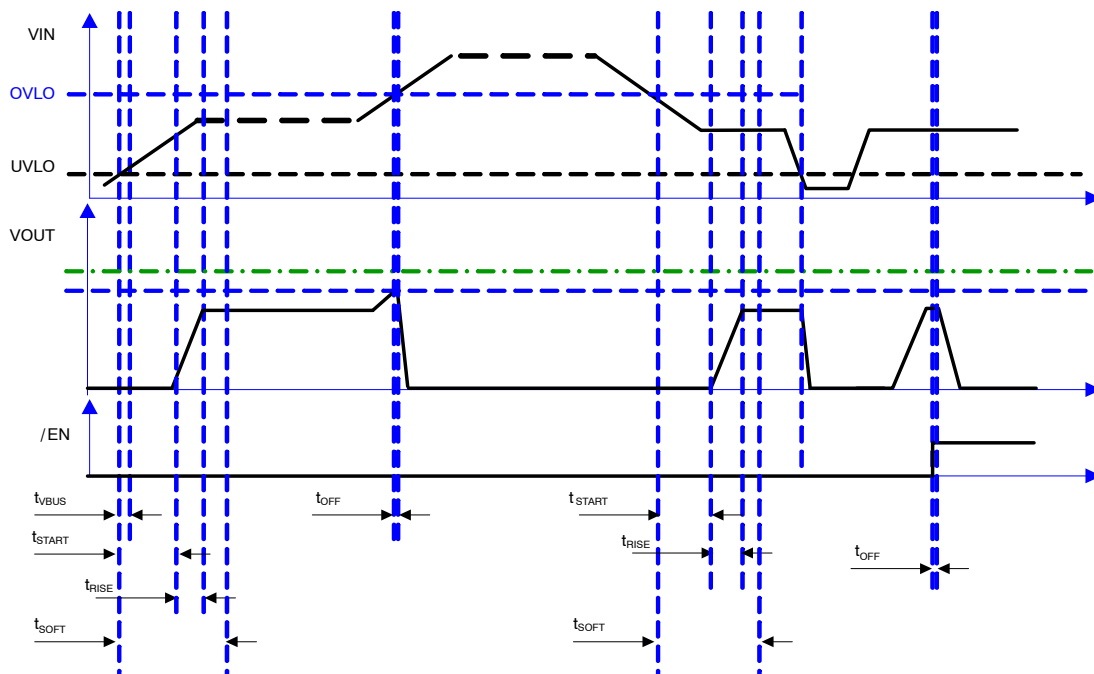 VIN
OVLO
UVLO
VOUT
/EN
tVBUS
tOFF
tSTART
tSTART
tRISE
tOFF
tRISE
tSOFT
tSOFT